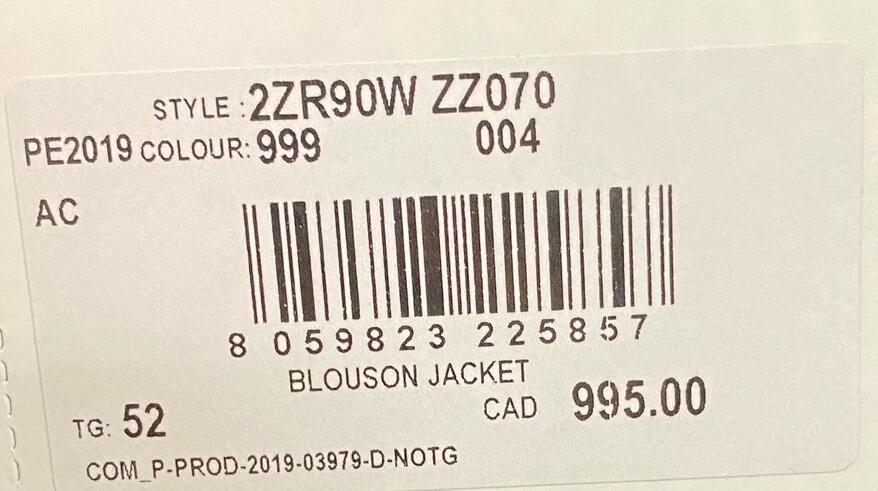 STYLE : 2ZR90W ZZ070
PE2019 COLOUR: 999 004
AC
8 059823 225857
BLOUSON JACKET
CAD 995.00
TG: 52
COM_P-PROD-2019-03979-D-NOTG